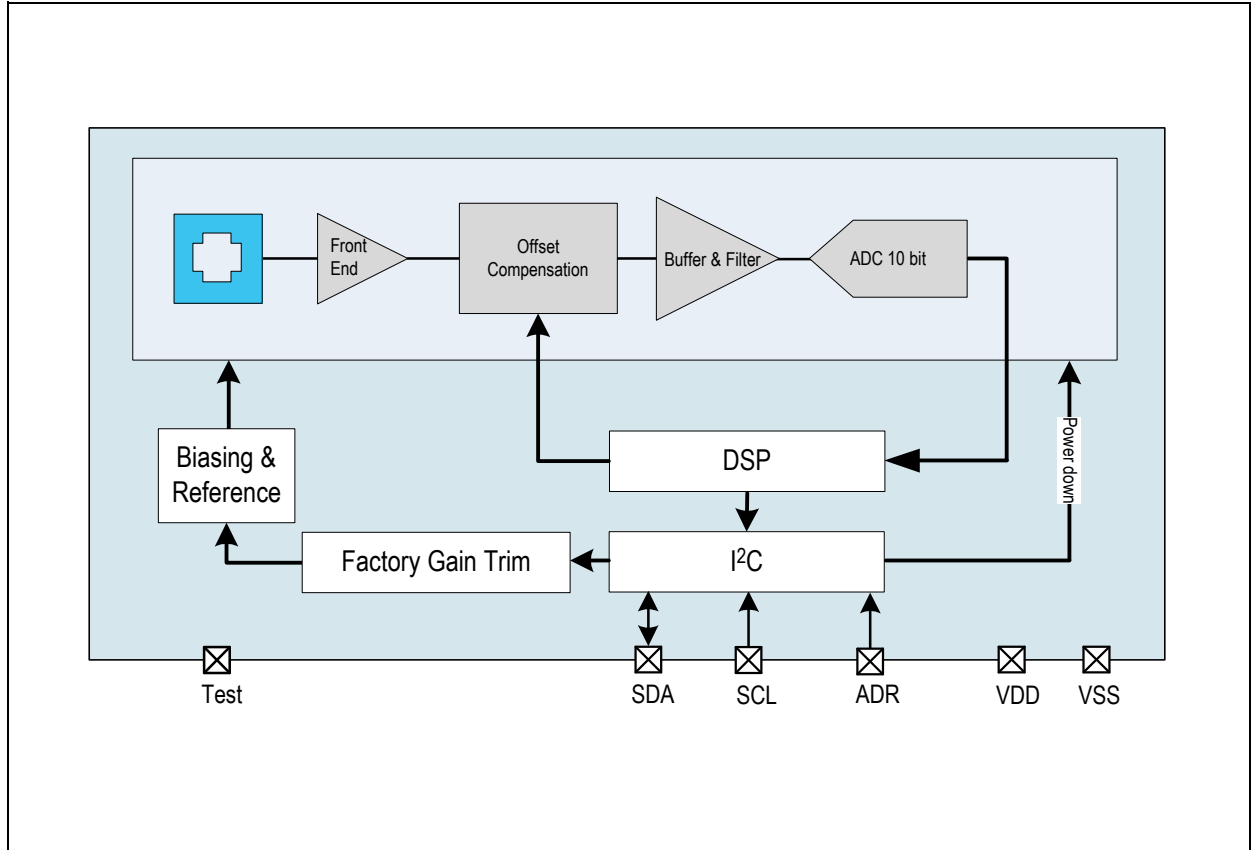 Front
End
Offset
Compensation
Buffer & Filter
ADC 10 bit
Biasing &
Reference
DSP
Power down
Factory Gain Trim
I²C
Test
SDA
SCL
ADR
VDD
VSS